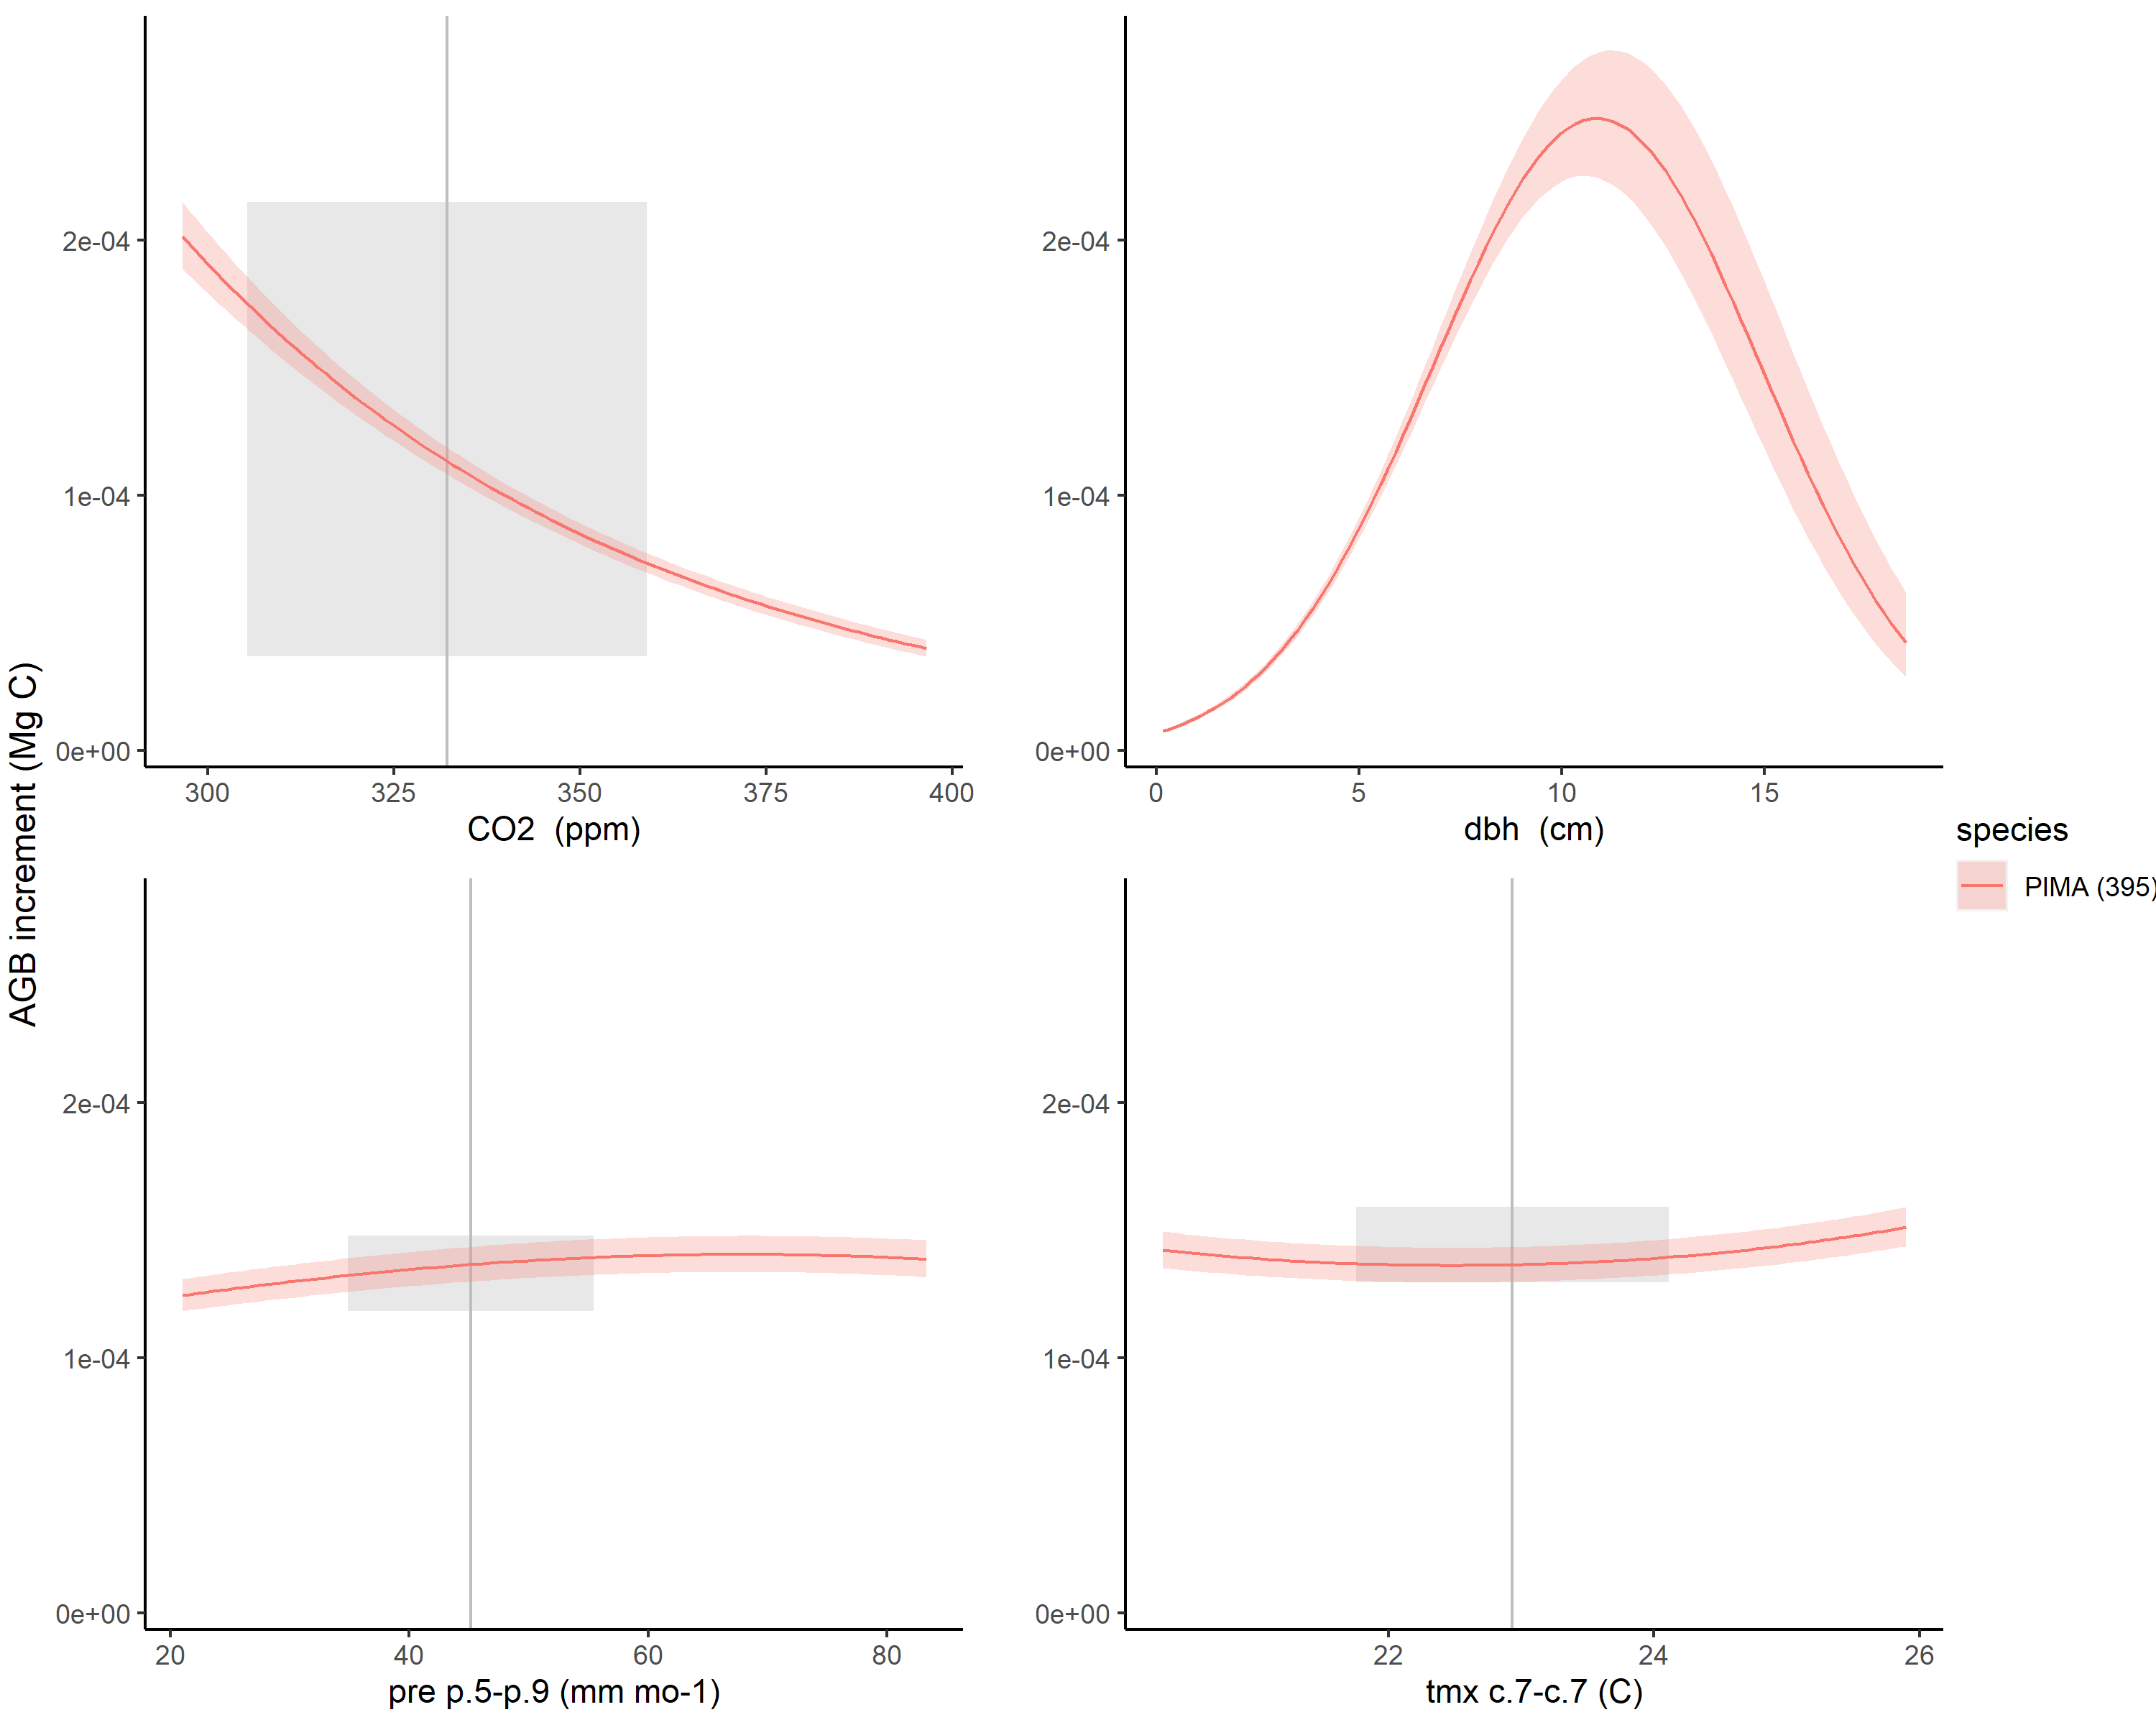 AGB increment (Mg C)
2e-04
1e-04
0e+00
300 325 350 375 400
CO2 (ppm)
2e-04
1e-04
0e+00
0 5 10 15
dbh (cm)
2e-04
1e-04
0e+00
20 40 60 80
pre p.5-p.9 (mm mo-1)
2e-04
1e-04
0e+00
22 24 26
tmx c.7-c.7 (C)
species
PIMA (395)